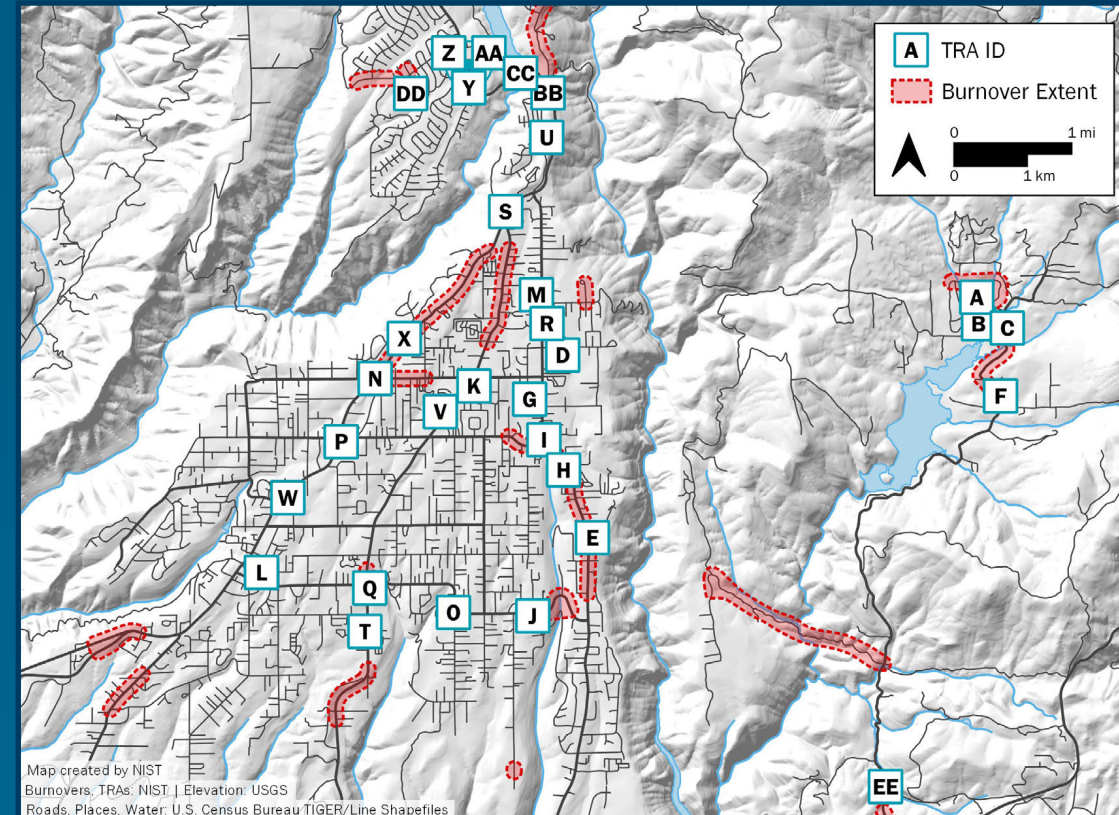 A TRA ID
Burnover Extent
0 1 mi
0 1 km
Z AA
CC
DD Y BB
U
S
M
A
X R B C
D
N K
F
V G
P I
H
W
E
L
Q
O J
T
EE
Map created by NIST
Burnovers, TRAs: NIST | Elevation: USGS
Roads, Places, Water: U.S. Census Bureau TIGER/Line Shapefiles